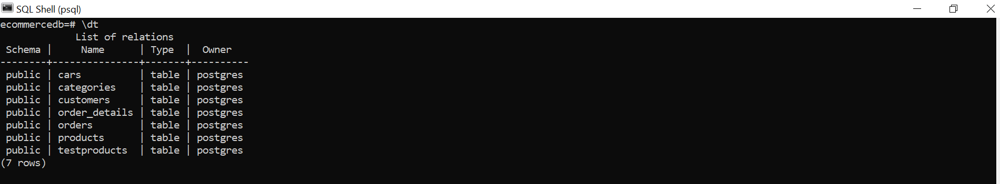 SQL Shell (psql)
ecommercedb=# \dt
             List of relations
 Schema |     Name      | Type  |  Owner
--------+---------------+-------+----------
 public | cars          | table | postgres
 public | categories    | table | postgres
 public | customers     | table | postgres
 public | order_details | table | postgres
 public | orders        | table | postgres
 public | products      | table | postgres
 public | testproducts  | table | postgres
(7 rows)